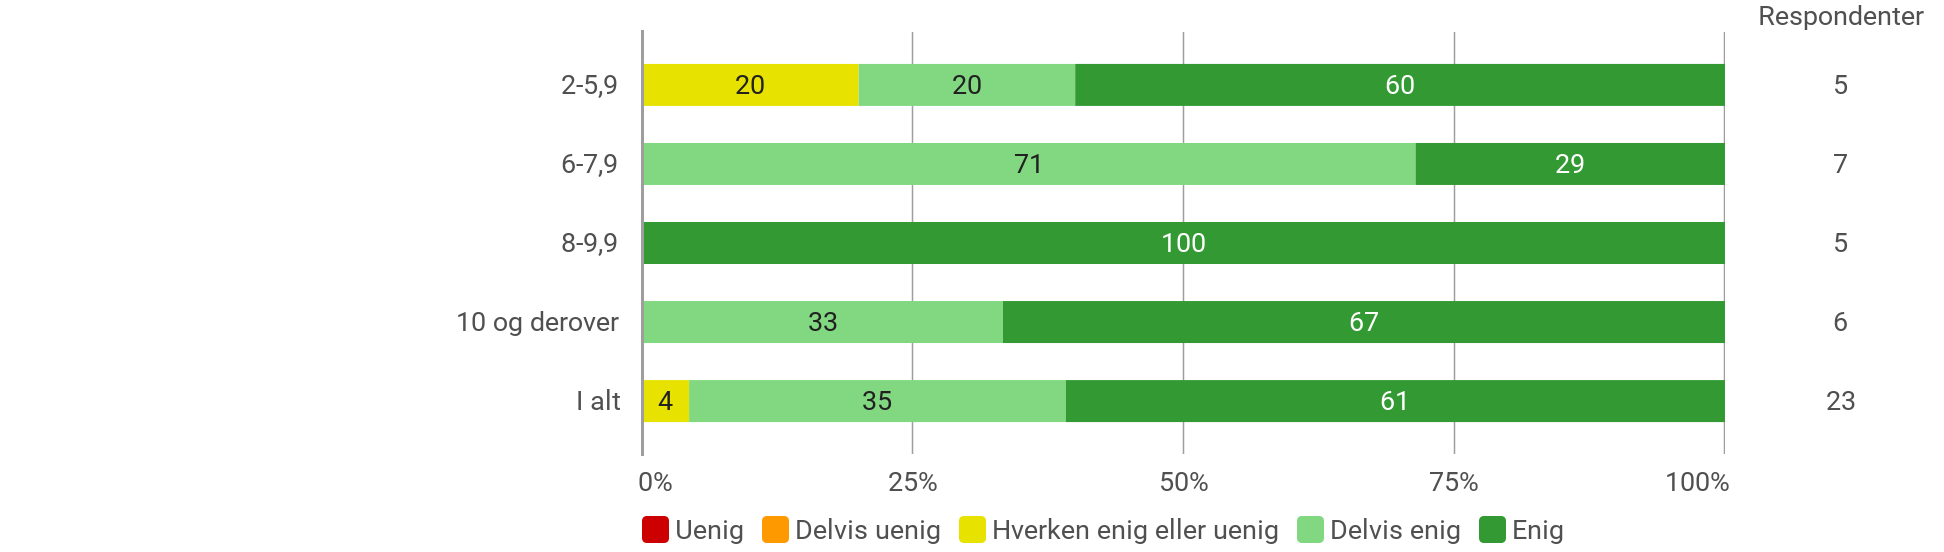 Respondenter
2-5,9 20 20 60 5
6-7,9 71 29 7
8-9,9 100 5
10 og derover 33 67 6
I alt 4 35 61 23
0% 25% 50% 75% 100%
Uenig Delvis uenig Hverken enig eller uenig Delvis enig Enig